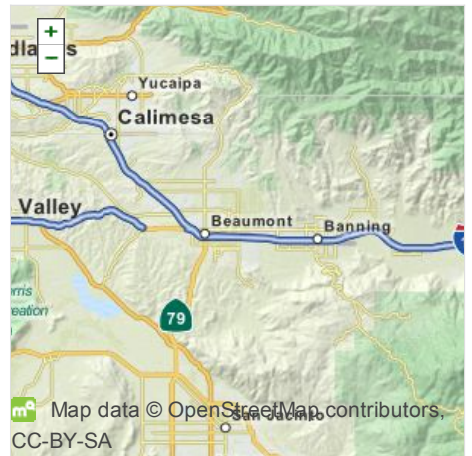 +
dlands
−
Yucaipa
Calimesa
Valley
Beaumont
Banning
rris
eation
79
Map data © OpenStreetMap contributors,
San Jacinto
CC-BY-SA